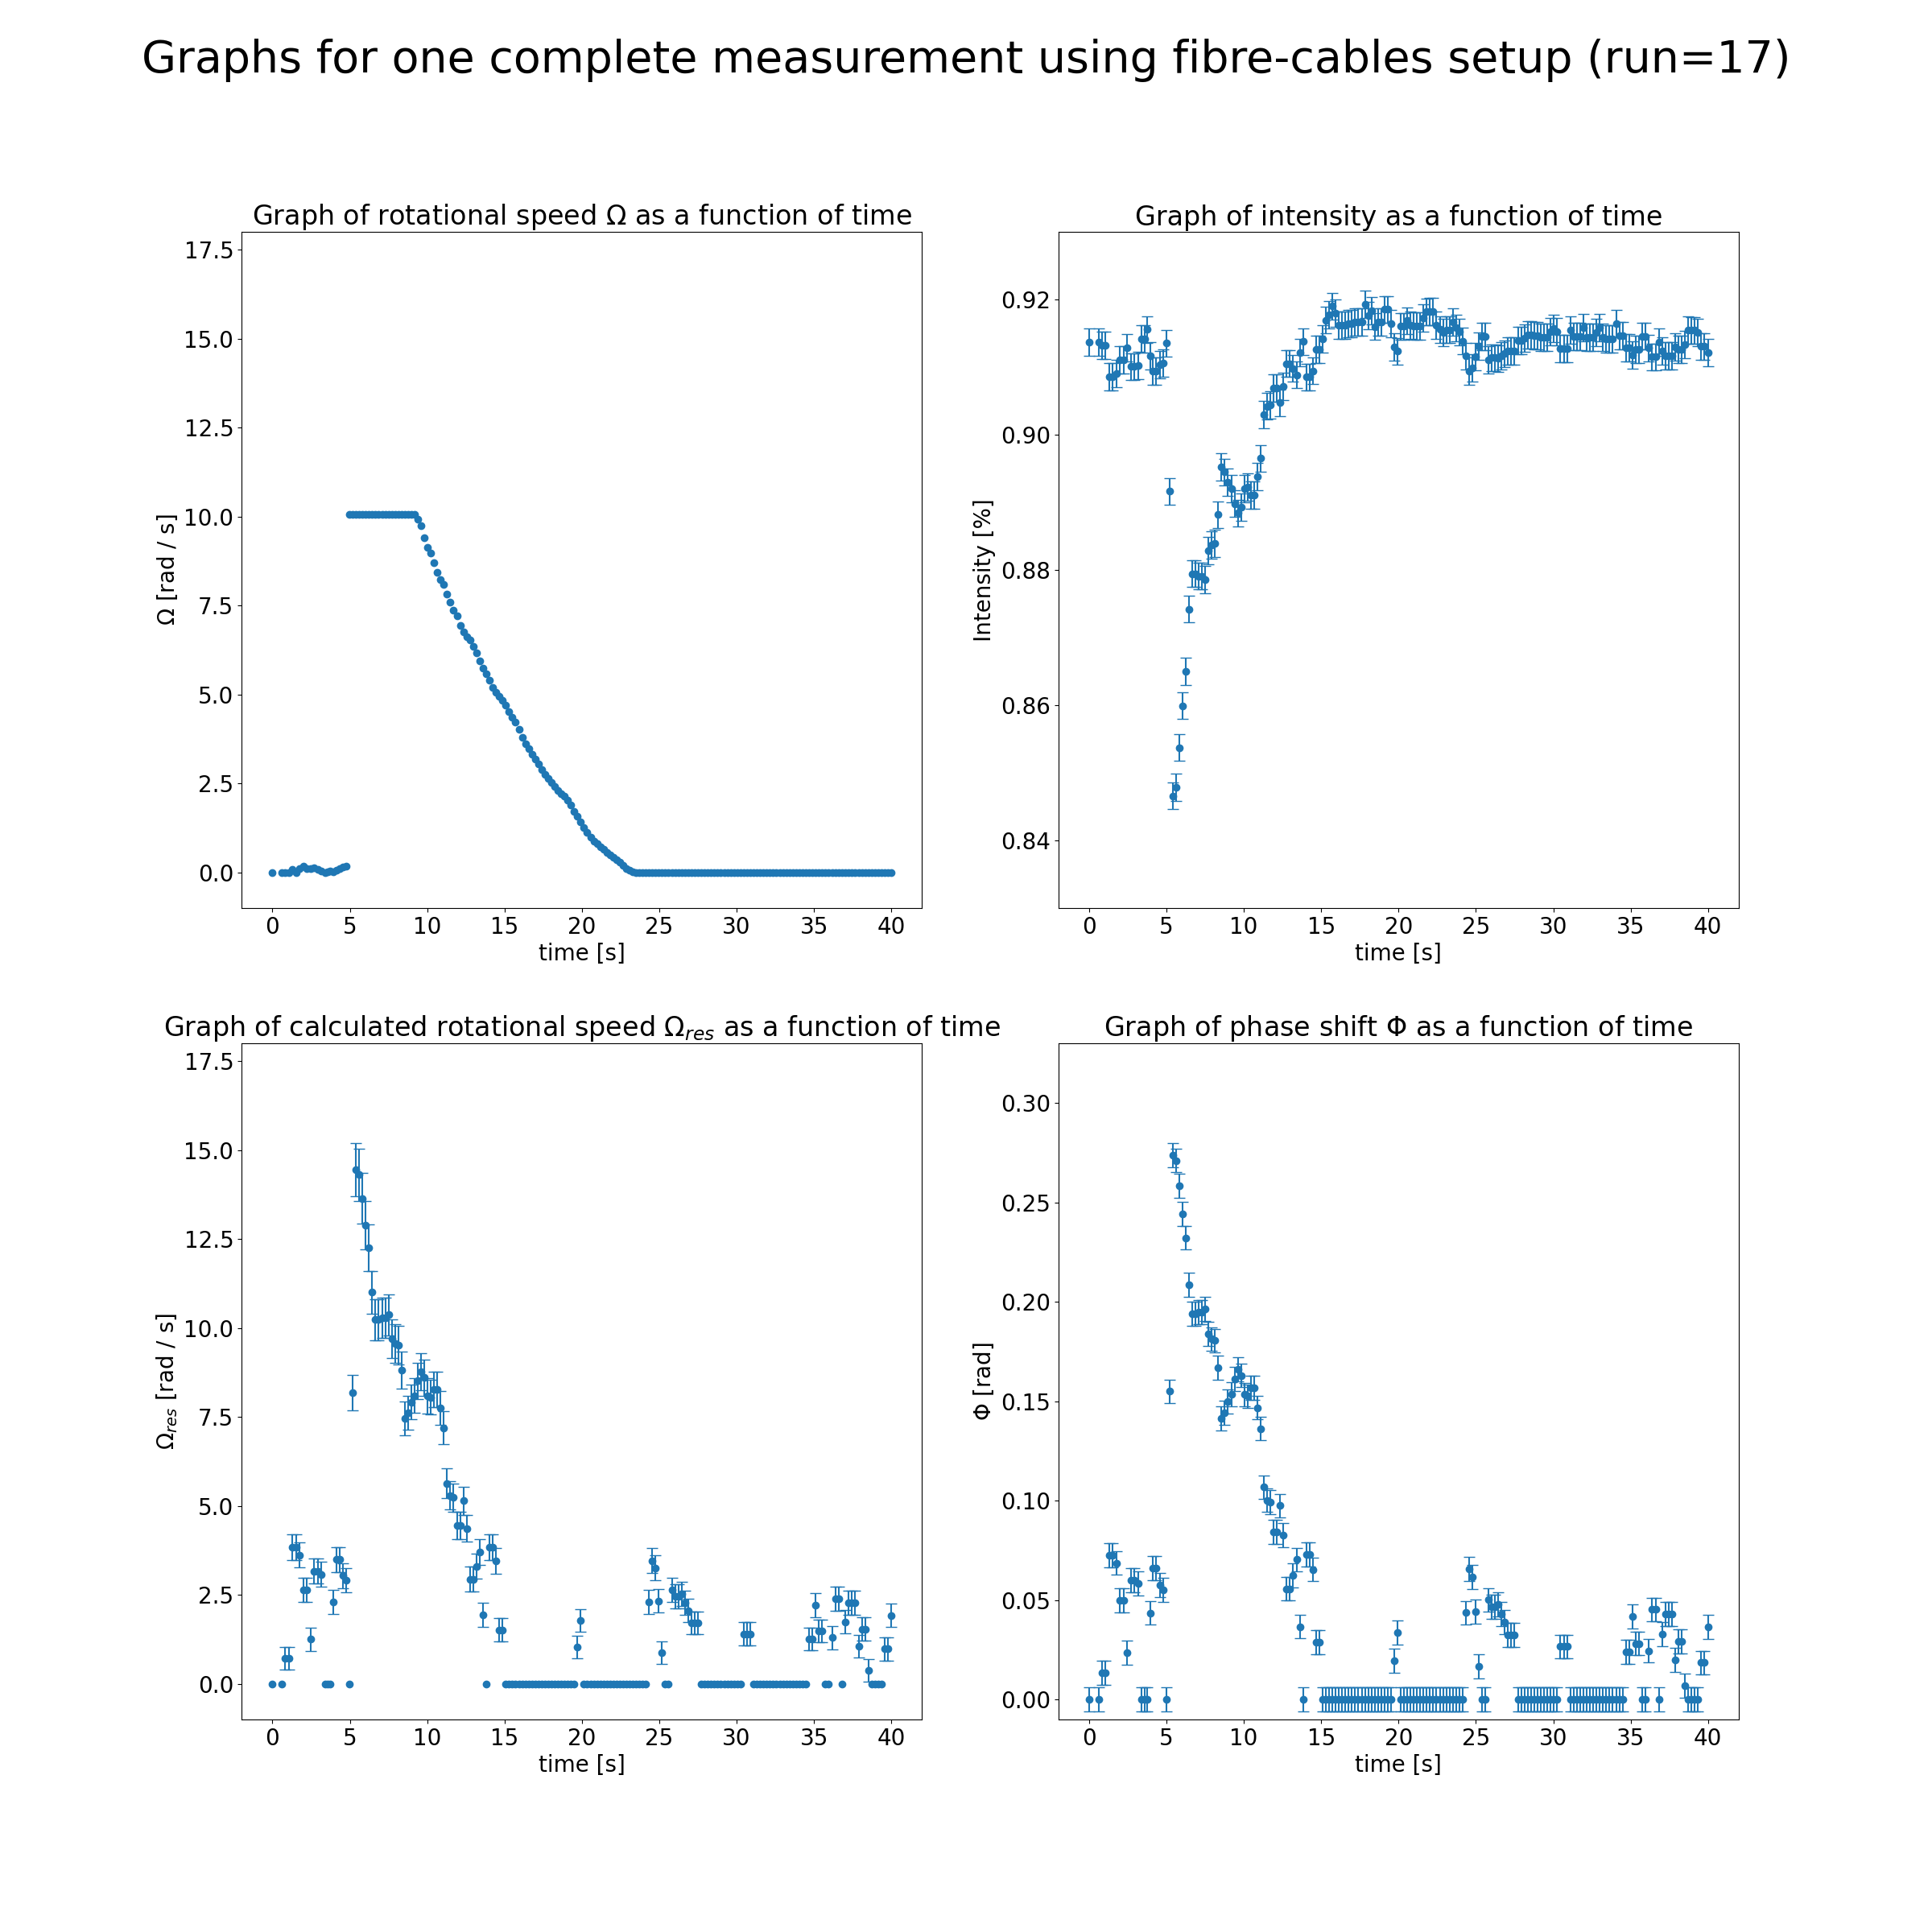 Graphs for one complete measurement using fibre-cables setup (run=17)
Graph of rotational speed Ω as a function of time
17.5
15.0
12.5
10.0
7.5
5.0
2.5
0.0
Ω [rad / s]
0 5 10 15 20 25 30 35 40
time [s]
Graph of intensity as a function of time
0.92
0.90
0.88
0.86
0.84
Intensity [%]
0 5 10 15 20 25 30 35 40
time [s]
Graph of calculated rotational speed Ωres as a function of time
17.5
15.0
12.5
10.0
7.5
5.0
2.5
0.0
Ωres [rad / s]
0 5 10 15 20 25 30 35 40
time [s]
Graph of phase shift Φ as a function of time
0.30
0.25
0.20
0.15
0.10
0.05
0.00
Φ [rad]
0 5 10 15 20 25 30 35 40
time [s]